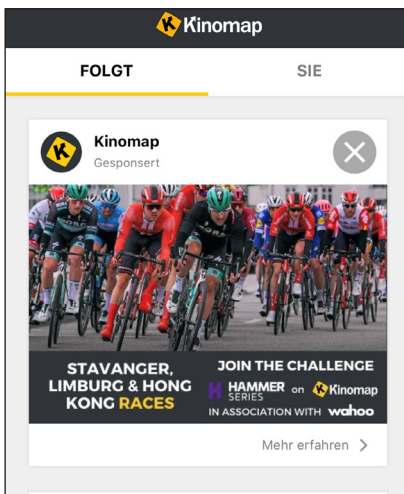 Kinomap
FOLGT SIE
Kinomap
Gesponsert
STAVANGER,
LIMBURG & HONG
KONG RACES
JOIN THE CHALLENGE
HAMMER
SERIES on Kinomap
IN ASSOCIATION WITH wahoo
Mehr erfahren